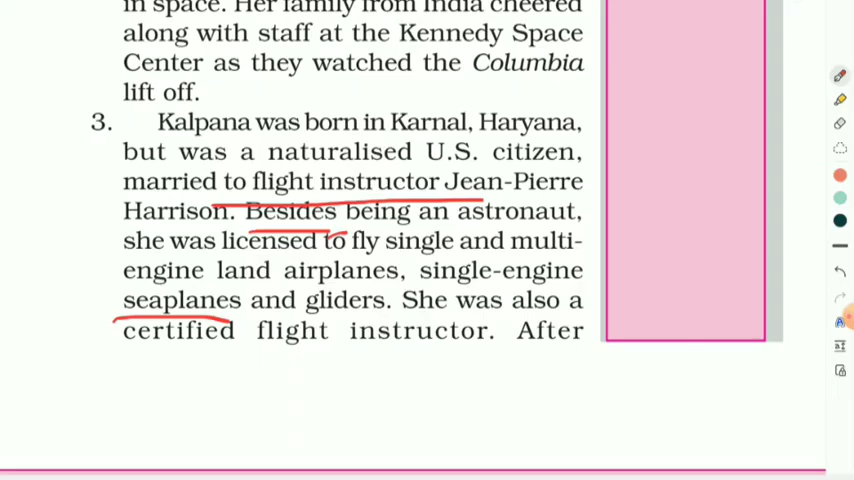 in space. Her family from India cheered
along with staff at the Kennedy Space
Center as they watched the Columbia
lift off.
3. Kalpana was born in Karnal, Haryana,
but was a naturalised U.S. citizen,
married to flight instructor Jean-Pierre
Harrison. Besides being an astronaut,
she was licensed to fly single and multi-
engine land airplanes, single-engine
seaplanes and gliders. She was also a
certified flight instructor. After